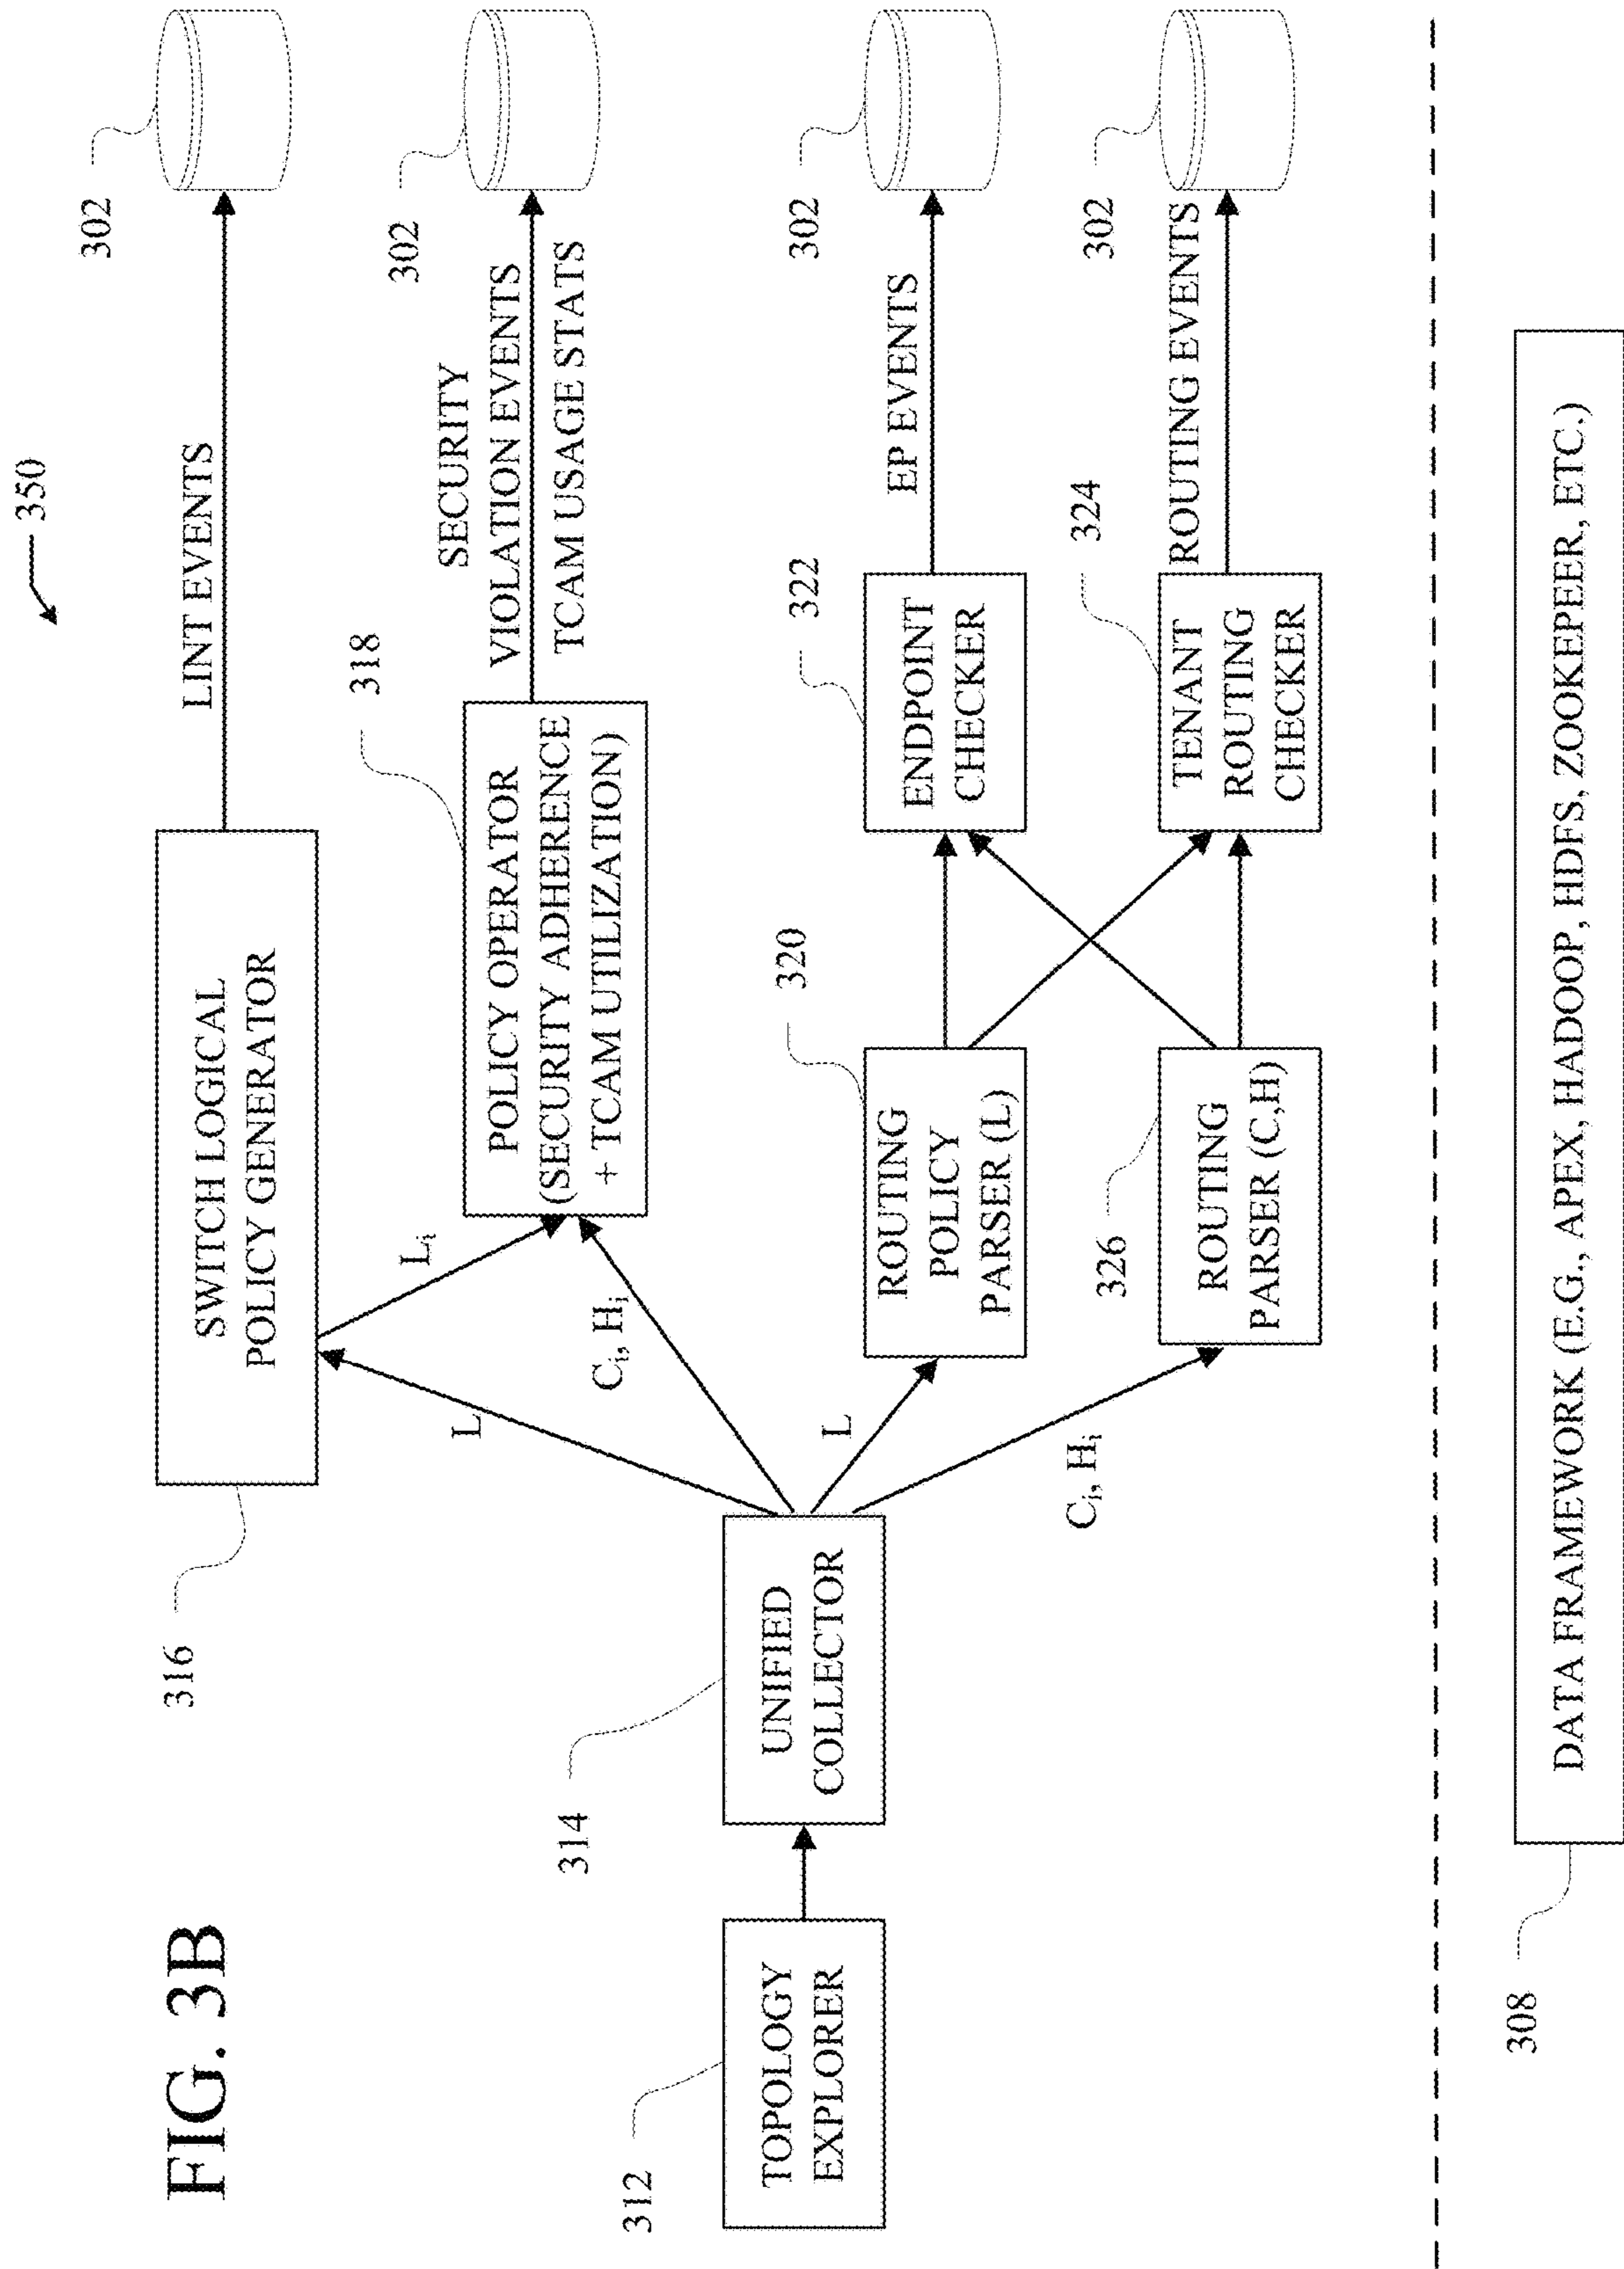 FIG. 3B
350
302
LINT EVENTS
SWITCH LOGICAL
POLICY GENERATOR
316
302
SECURITY
VIOLATION EVENTS
TCAM USAGE STATS
318
POLICY OPERATOR
(SECURITY ADHERENCE
+ TCAM UTILIZATION)
Li
L
Ci, Hi
312
TOPOLOGY
EXPLORER
314
UNIFIED
COLLECTOR
L
Ci, Hi
320
ROUTING
POLICY
PARSER (L)
322
ENDPOINT
CHECKER
EP EVENTS
302
326
ROUTING
PARSER (C,H)
324
TENANT
ROUTING
CHECKER
ROUTING EVENTS
302
308
DATA FRAMEWORK (E.G., APEX, HADOOP, HDFS, ZOOKEPEER, ETC.)